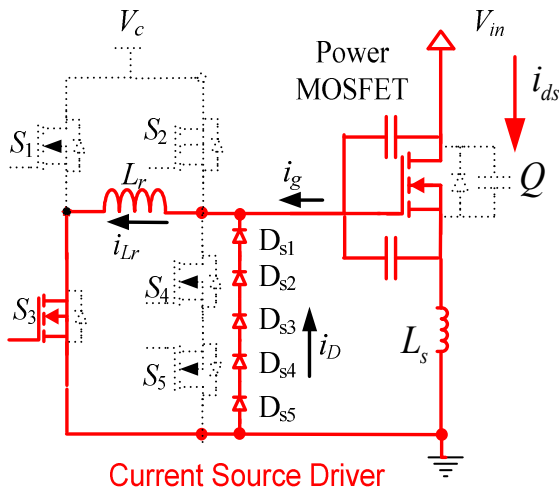 V_c
V_in
Power
MOSFET
i_ds
S_1
S_2
L_r
i_g
Q
i_Lr
D_s1
D_s2
S_4
S_3
D_s3
i_D
L_s
S_5
D_s4
D_s5
Current Source Driver